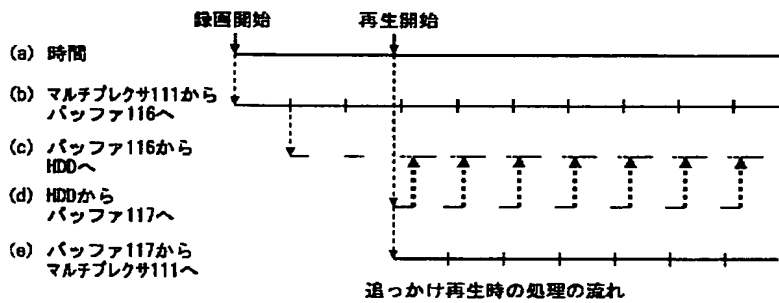 録画開始 再生開始
(a) 時間
(b) マルチプレクサ111から
バッファ116へ
(c) バッファ116から
HDDへ
(d) HDDから
バッファ117へ
(e) バッファ117から
マルチプレクサ111へ
追っかけ再生時の処理の流れ